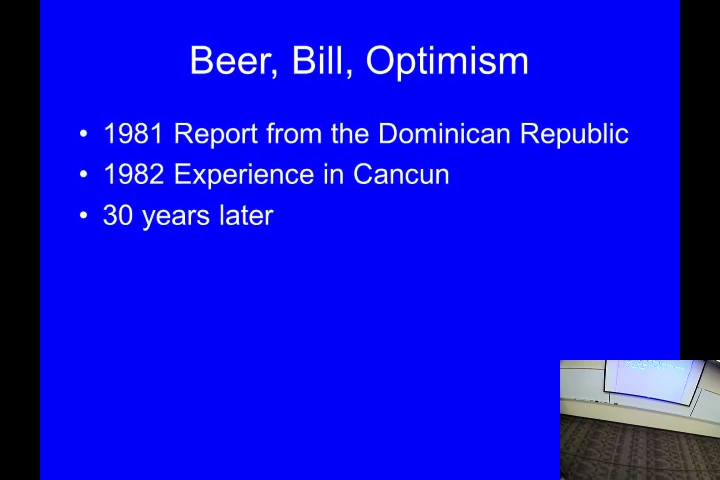 Beer, Bill, Optimism
• 1981 Report from the Dominican Republic
• 1982 Experience in Cancun
• 30 years later